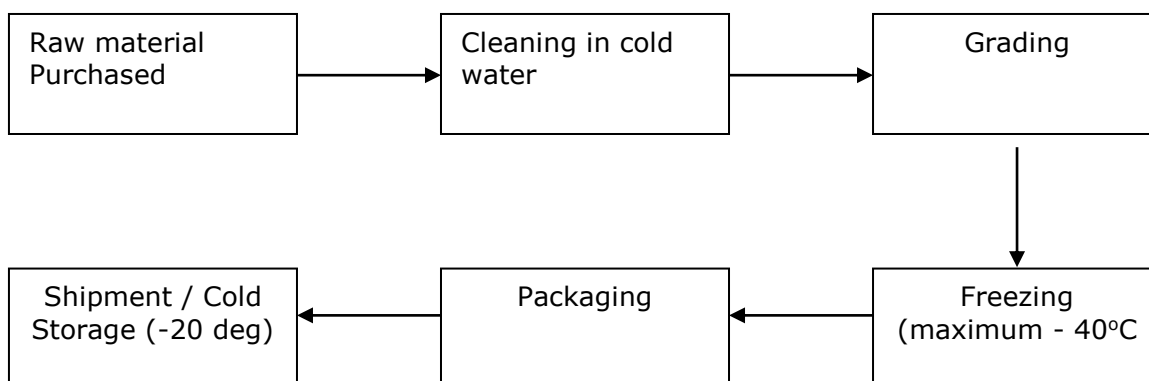 Raw material
Purchased
Cleaning in cold
water
Grading
Freezing
(maximum - 40°C
Packaging
Shipment / Cold
Storage (-20 deg)